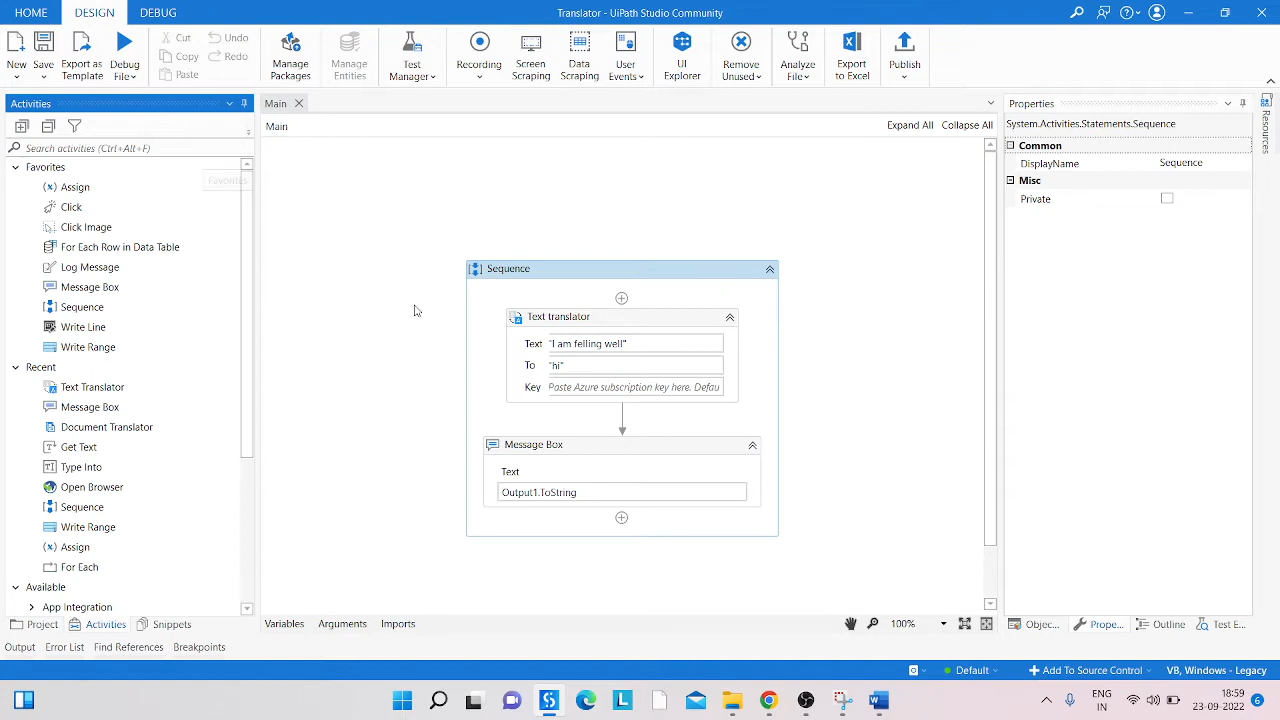 HOME DESIGN DEBUG Translator - UiPath Studio Community
New Save Export as Template Debug File Cut Copy Paste Undo Redo Manage Packages Manage Entities Test Manager Recording Screen Scraping Data Scraping User Events UI Explorer Remove Unused Analyze File Export to Excel Publish
Activities
Search activities (Ctrl+Alt+F)
Favorites
Favorites
Assign
Click
Click Image
For Each Row in Data Table
Log Message
Message Box
Sequence
Write Line
Write Range
Recent
Text Translator
Message Box
Document Translator
Get Text
Type Into
Open Browser
Sequence
Write Range
Assign
For Each
Available
App Integration
Project Activities Snippets
Main
Main Expand All Collapse All
Sequence
Text translator
Text "I am felling well"
To "hi"
Key Paste Azure subscription key here. Defau
Message Box
Text
Output1.ToString
Variables Arguments Imports 100%
Properties
System.Activities.Statements.Sequence
Common
DisplayName Sequence
Misc
Private
Objec... Prope... Outline Test E...
Resources
Output Error List Find References Breakpoints
Default Add To Source Control VB, Windows - Legacy
ENG
IN
18:59
23-09-2022
6